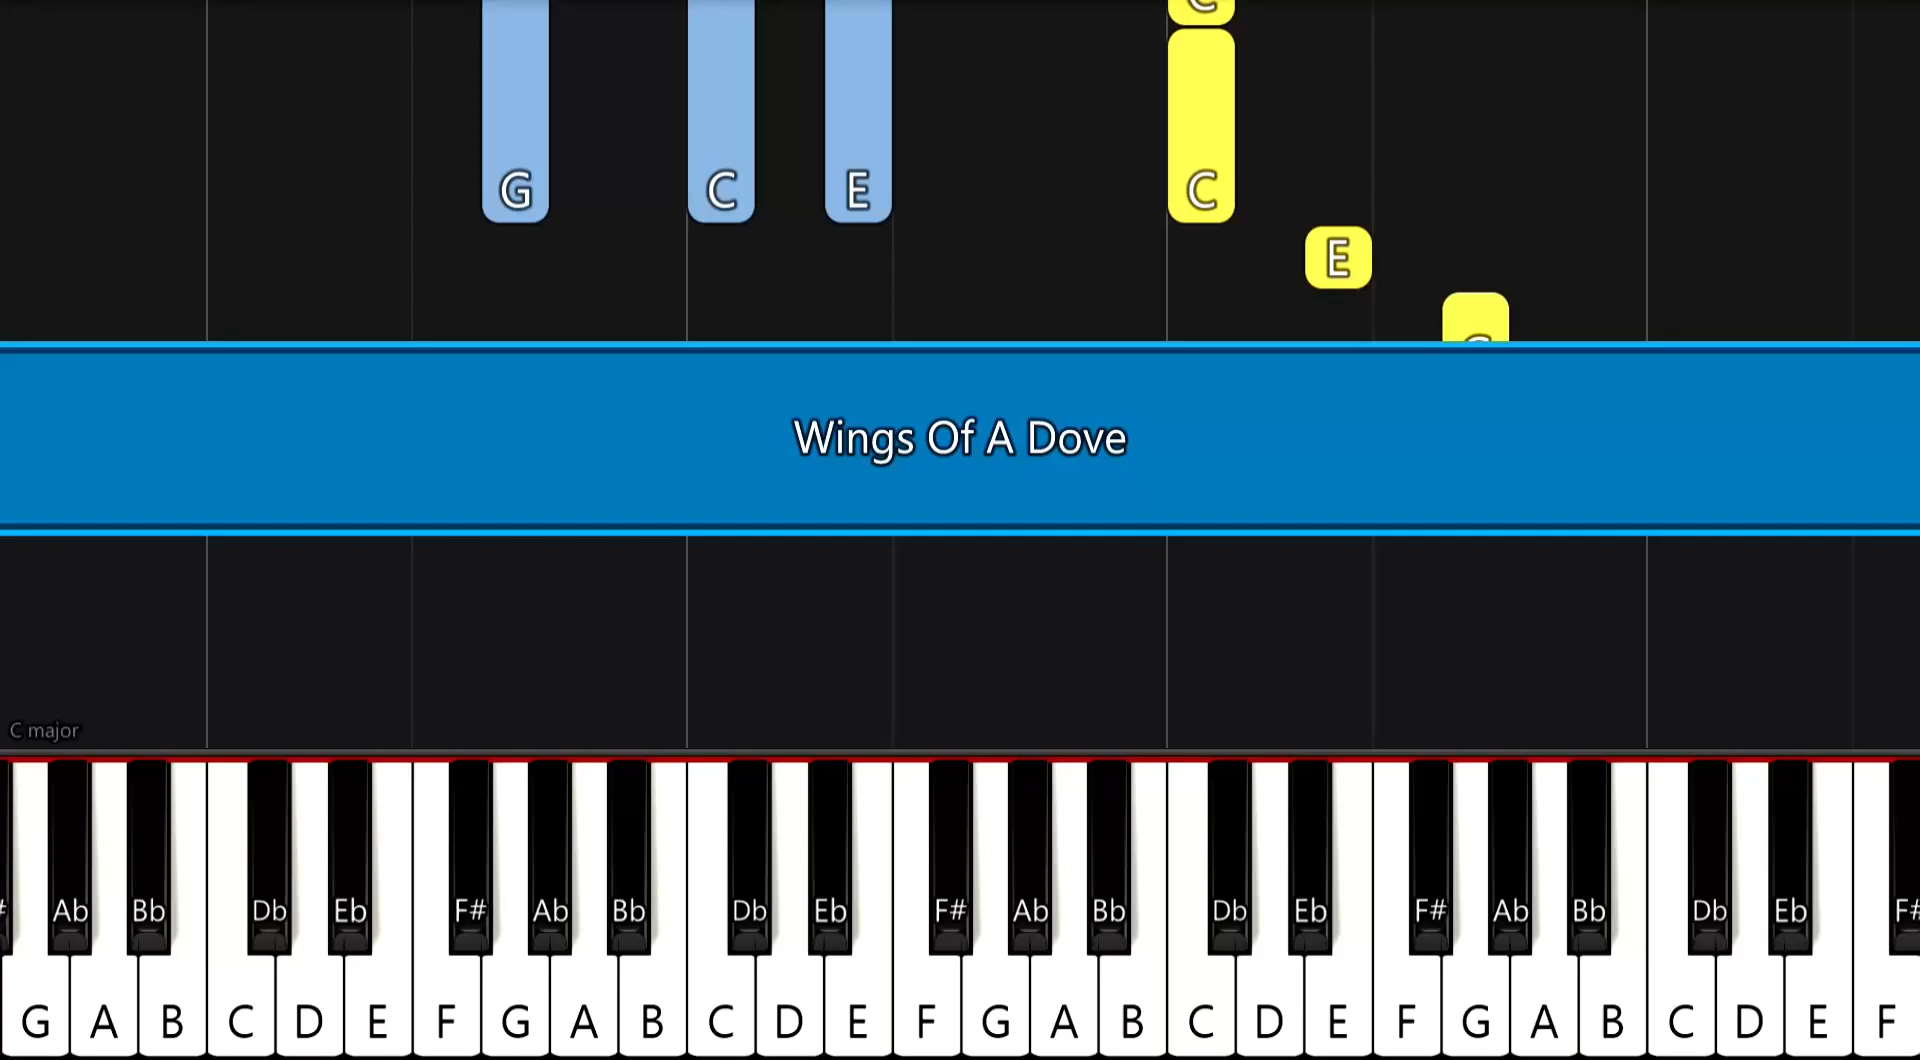 C
G C E C
E
G
Wings Of A Dove
C major
# Ab Bb Db Eb F# Ab Bb Db Eb F# Ab Bb Db Eb F# Ab Bb Db Eb F#
G A B C D E F G A B C D E F G A B C D E F G A B C D E F